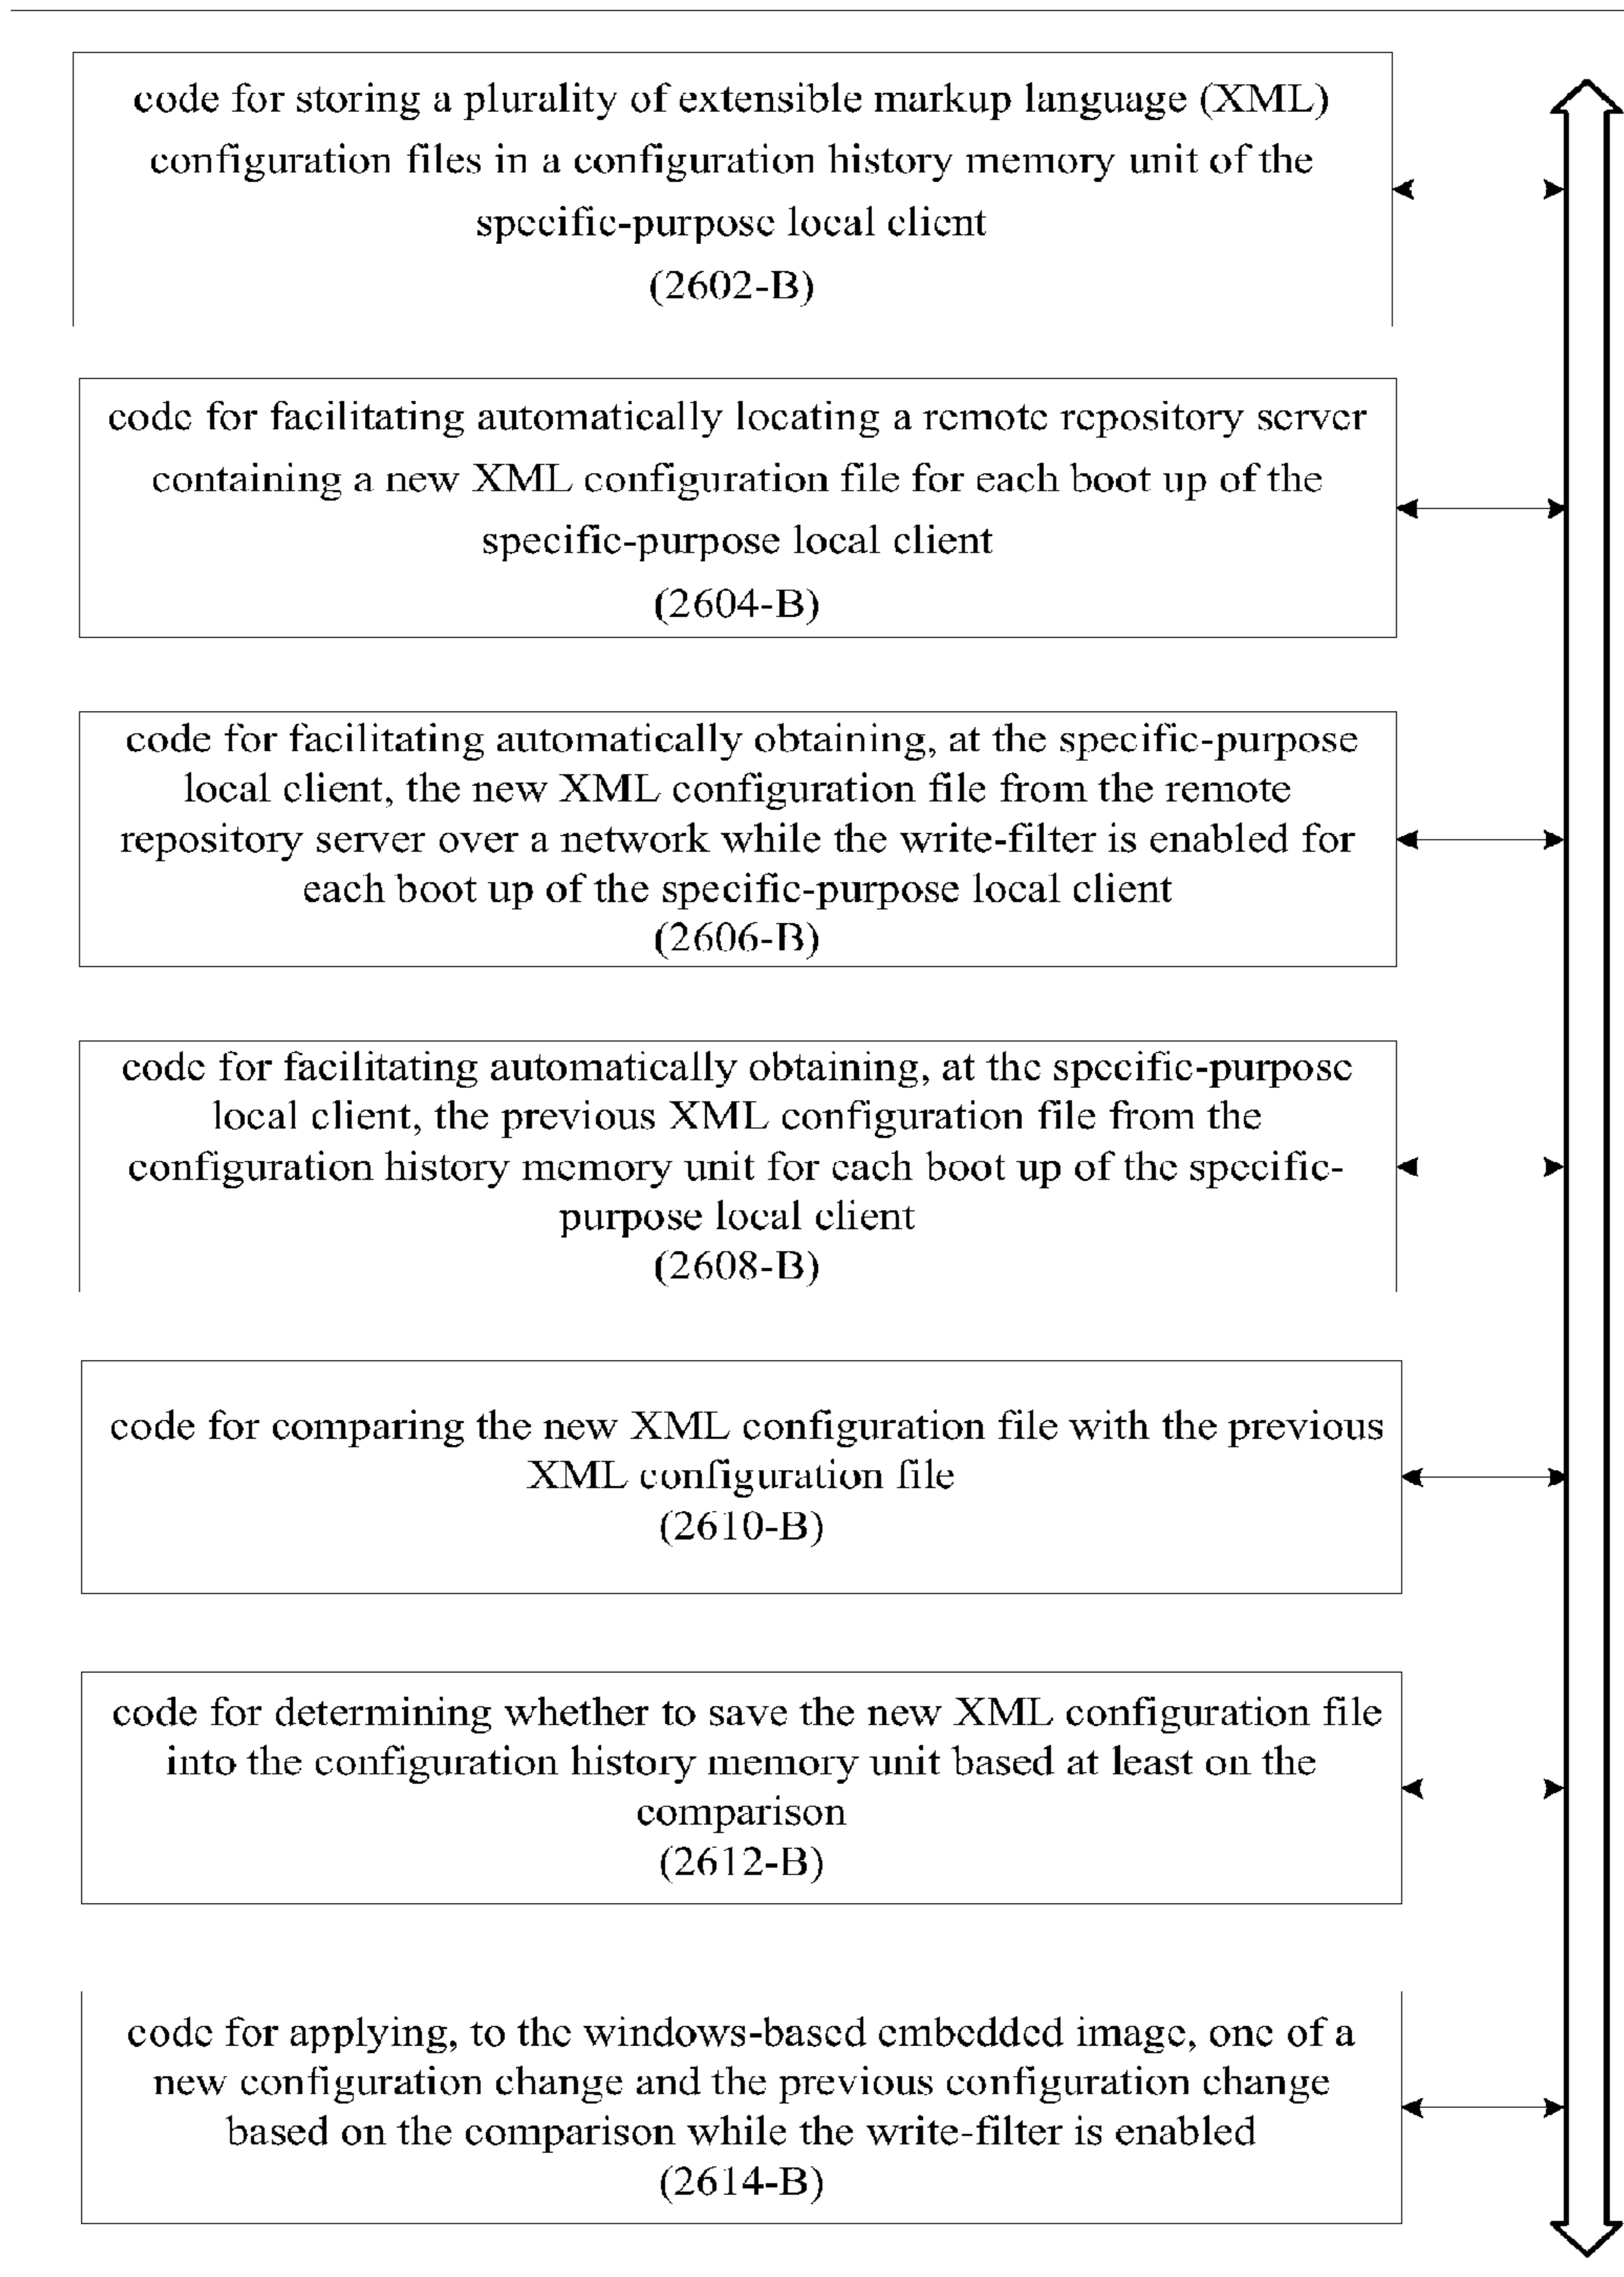 code for storing a plurality of extensible markup language (XML)
configuration files in a configuration history memory unit of the
specific-purpose local client
(2602-B)
code for facilitating automatically locating a remote repository server
containing a new XML configuration file for each boot up of the
specific-purpose local client
(2604-B)
code for facilitating automatically obtaining, at the specific-purpose
local client, the new XML configuration file from the remote
repository server over a network while the write-filter is enabled for
each boot up of the specific-purpose local client
(2606-B)
code for facilitating automatically obtaining, at the specific-purpose
local client, the previous XML configuration file from the
configuration history memory unit for each boot up of the specific-
purpose local client
(2608-B)
code for comparing the new XML configuration file with the previous
XML configuration file
(2610-B)
code for determining whether to save the new XML configuration file
into the configuration history memory unit based at least on the
comparison
(2612-B)
code for applying, to the windows-based embedded image, one of a
new configuration change and the previous configuration change
based on the comparison while the write-filter is enabled
(2614-B)